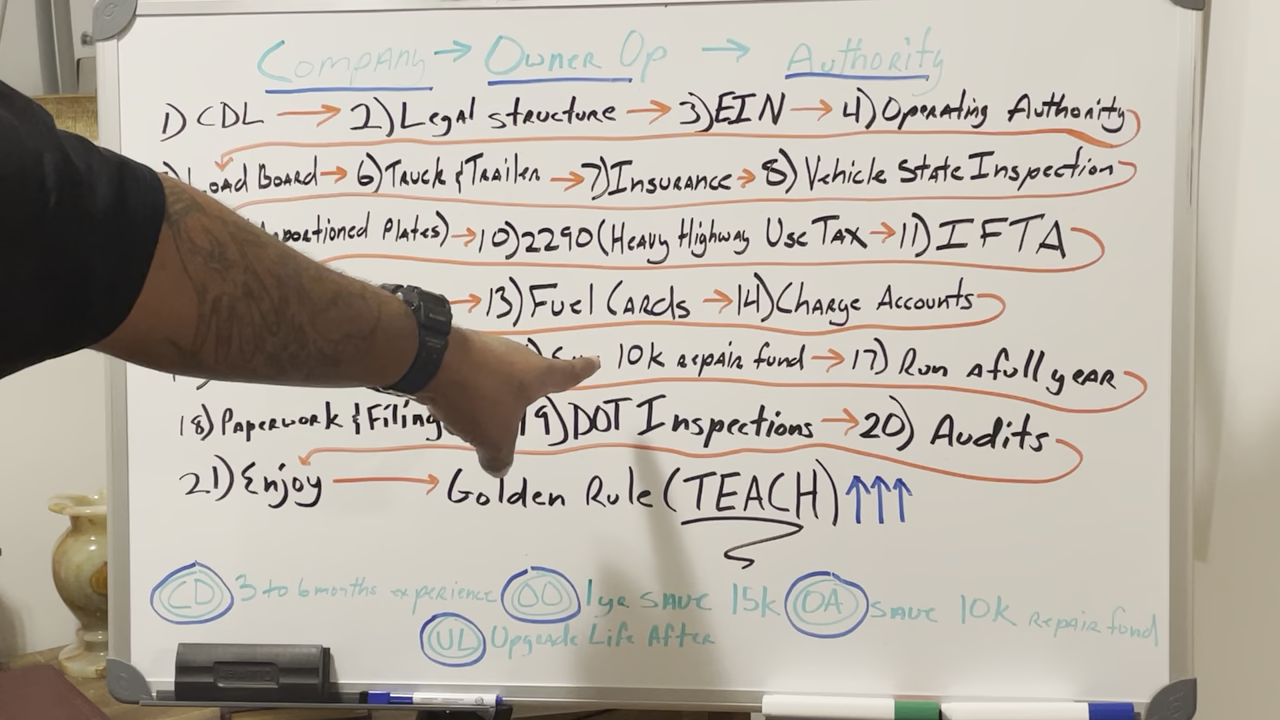 Company → Owner Op → Authority
1) CDL → 2) Legal structure → 3) EIN → 4) Operating Authority
Load Board → 6) Truck & Trailer → 7) Insurance → 8) Vehicle State Inspection
Plates) → 10) 2290 (Heavy Highway Use Tax → 11) IFTA
→ 13) Fuel Cards → 14) Charge Accounts
10k repair fund → 17) Run a full year
18) Paperwork & Filing 19) DOT Inspections → 20) Audits
21) Enjoy → Golden Rule (TEACH) ↑↑↑
CD 3 to 6 months experience OO 1yr save 15k OA save 10k repair fund
UL Upgrade Life After